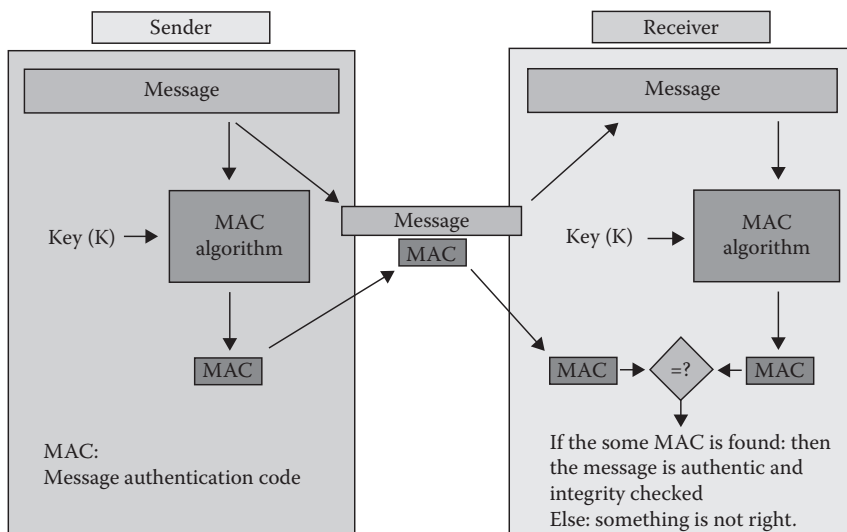 Sender
Receiver
Message
Message
Key (K)
MAC
algorithm
Message
MAC
Key (K)
MAC
algorithm
MAC
MAC
=?
MAC
MAC:
Message authentication code
If the some MAC is found: then
the message is authentic and
integrity checked
Else: something is not right.